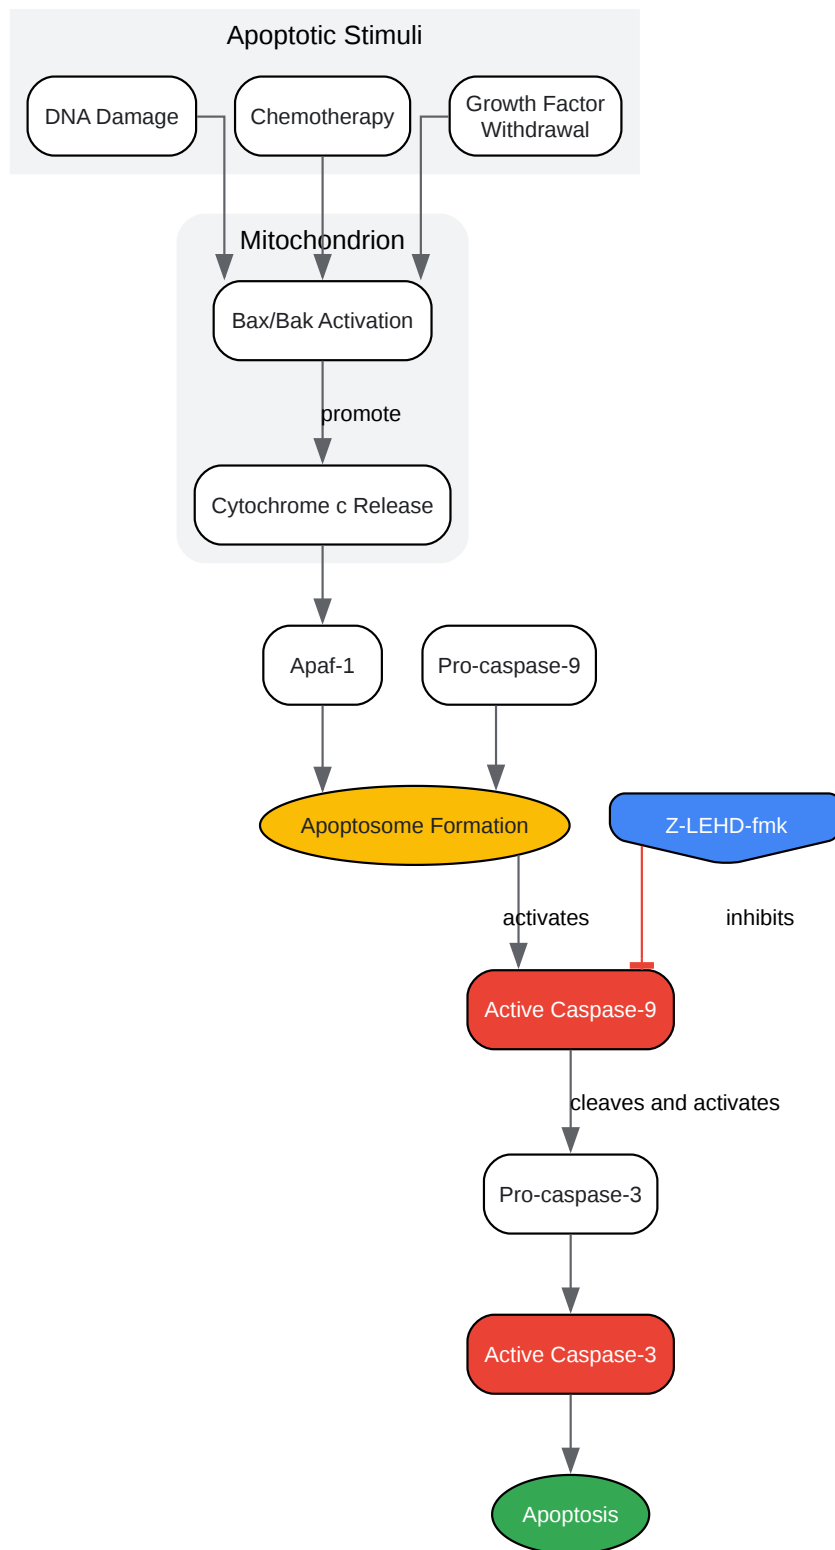 Apoptotic Stimuli
DNA Damage
Chemotherapy
Growth Factor
Withdrawal
Mitochondrion
Bax/Bak Activation
promote
Cytochrome c Release
Apaf-1
Pro-caspase-9
Apoptosome Formation
Z-LEHD-fmk
activates
inhibits
Active Caspase-9
cleaves and activates
Pro-caspase-3
Active Caspase-3
Apoptosis